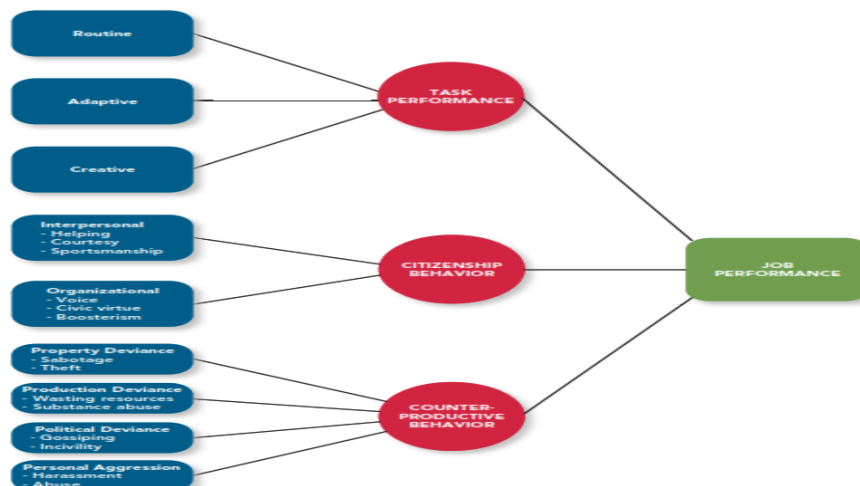 Routine
Adaptive
Creative
Interpersonal
- Helping
- Courtesy
- Sportsmanship
Organizational
- Voice
- Civic virtue
- Boosterism
Property Deviance
- Sabotage
- Theft
Production Deviance
- Wasting resources
- Substance abuse
Political Deviance
- Gossiping
- Incivility
Personal Aggression
- Harassment
- Abuse
TASK
PERFORMANCE
CITIZENSHIP
BEHAVIOR
COUNTER-
PRODUCTIVE
BEHAVIOR
JOB
PERFORMANCE